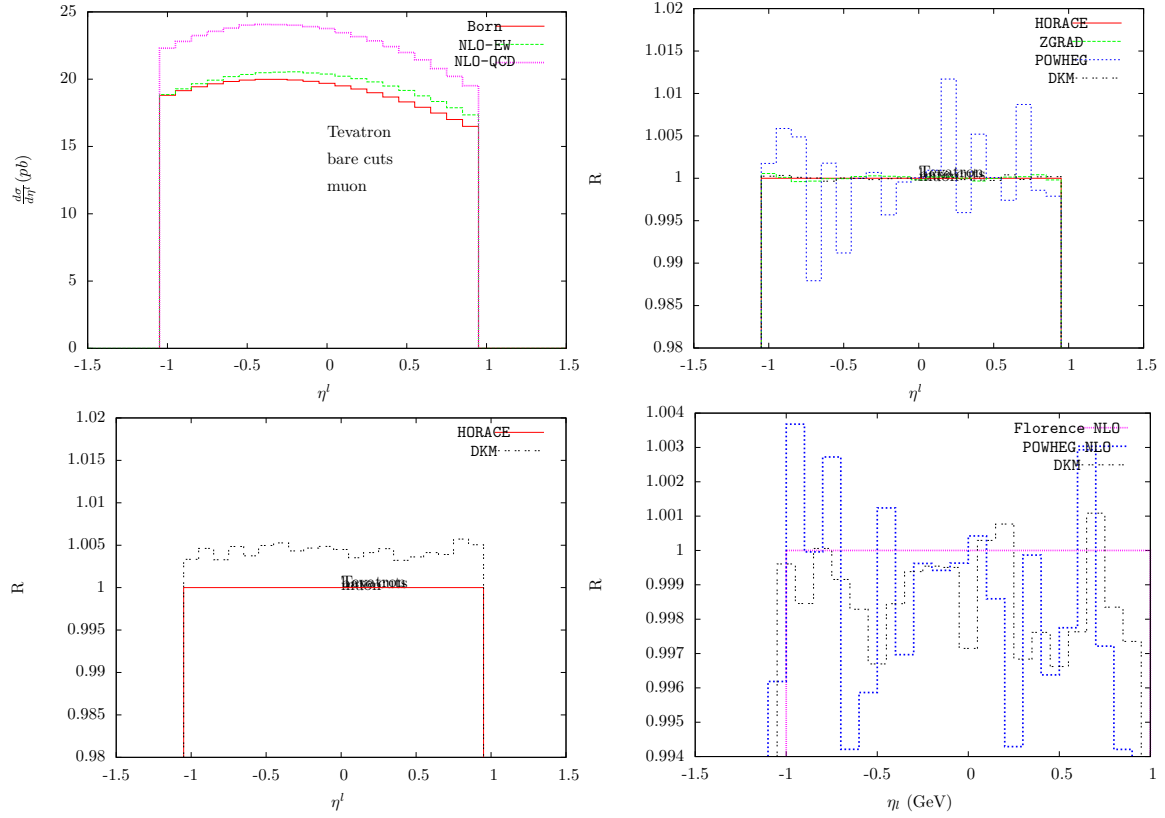 25
20
15
10
5
0
-1.5
-1
-0.5
0
0.5
1
1.5
dσ/dη^l (pb)
η^l
Born
NLO-EW
NLO-QCD
Tevatron
bare cuts
muon
1.02
1.015
1.01
1.005
1
0.995
0.99
0.985
0.98
-1.5
-1
-0.5
0
0.5
1
1.5
R
η^l
HORACE
ZGRAD
POWHEG
DKM
Tevatron
1.02
1.015
1.01
1.005
1
0.995
0.99
0.985
0.98
-1.5
-1
-0.5
0
0.5
1
1.5
R
η^l
HORACE
DKM
Tevatron
1.004
1.003
1.002
1.001
1
0.999
0.998
0.997
0.996
0.995
0.994
-1.5
-1
-0.5
0
0.5
1
R
η_l (GeV)
Florence NLO
POWHEG NLO
DKM